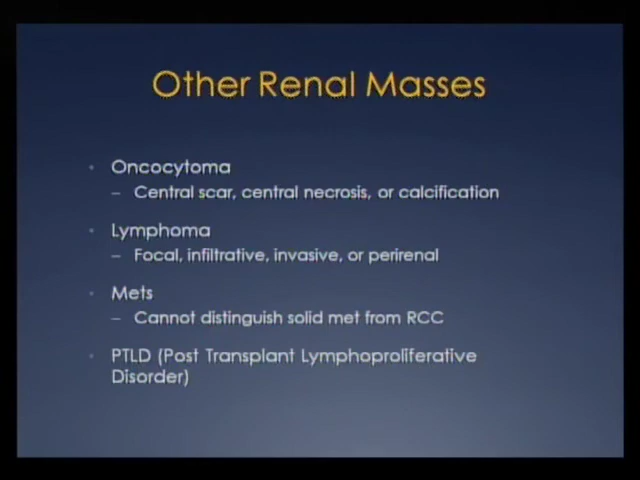 Other Renal Masses
• Oncocytoma
– Central scar, central necrosis, or calcification
• Lymphoma
– Focal, infiltrative, invasive, or perirenal
• Mets
– Cannot distinguish solid met from RCC
• PTLD (Post Transplant Lymphoproliferative
Disorder)